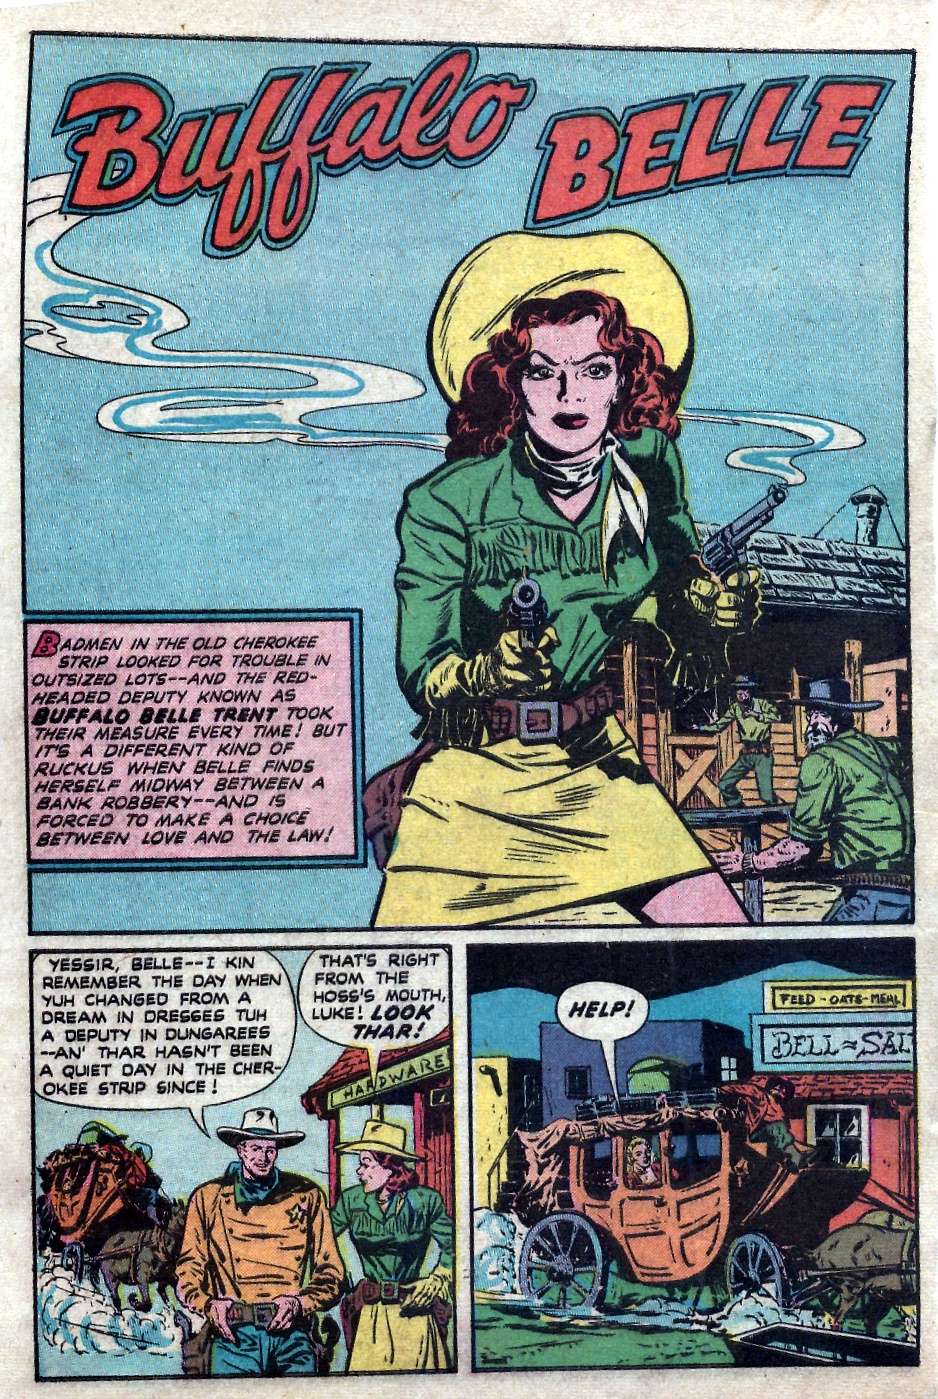 Buffalo BELLE
BADMEN IN THE OLD CHEROKEE
STRIP LOOKED FOR TROUBLE IN
OUTSIZED LOTS--AND THE RED-
HEADED DEPUTY KNOWN AS
BUFFALO BELLE TRENT TOOK
THEIR MEASURE EVERY TIME! BUT
IT'S A DIFFERENT KIND OF
RUCKUS WHEN BELLE FINDS
HERSELF MIDWAY BETWEEN A
BANK ROBBERY--AND IS
FORCED TO MAKE A CHOICE
BETWEEN LOVE AND THE LAW!
YESSIR, BELLE--I KIN
REMEMBER THE DAY WHEN
YUH CHANGED FROM A
DREAM IN DRESSES TUH
A DEPUTY IN DUNGAREES
--AN' THAR HASN'T BEEN
A QUIET DAY IN THE CHER-
OKEE STRIP SINCE!
THAT'S RIGHT
FROM THE
HOSS'S MOUTH,
LUKE! LOOK
THAR!
HARDWARE
HELP!
FEED-OATS-MEAL
BELL~SAL